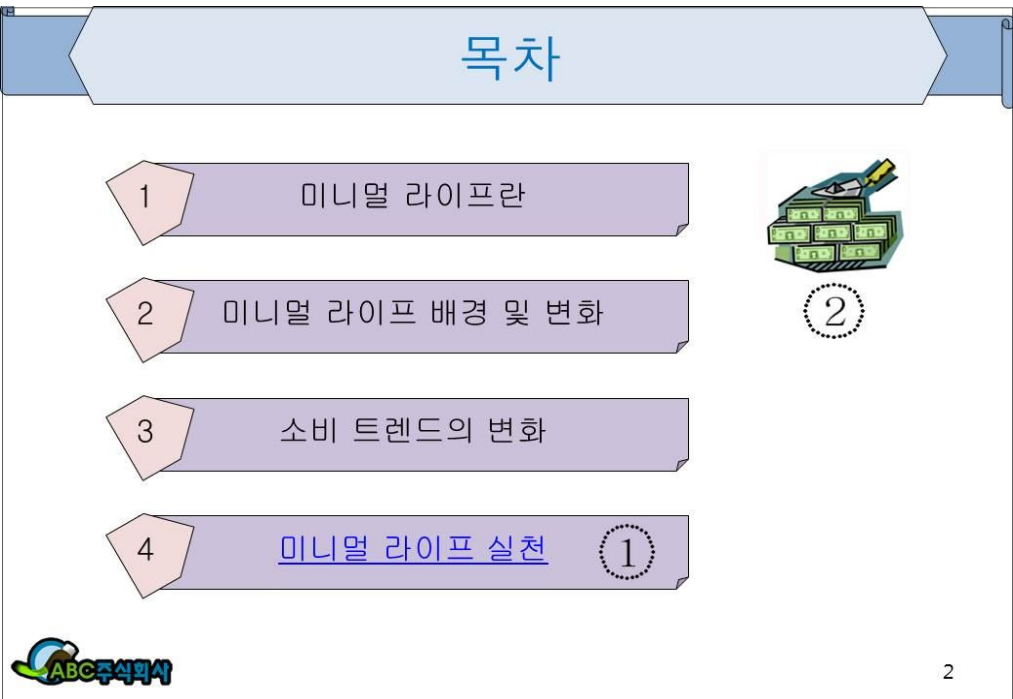 목차
1 미니멀 라이프란
2 미니멀 라이프 배경 및 변화
②
3 소비 트렌드의 변화
4 미니멀 라이프 실천 ①
ABC주식회사
2